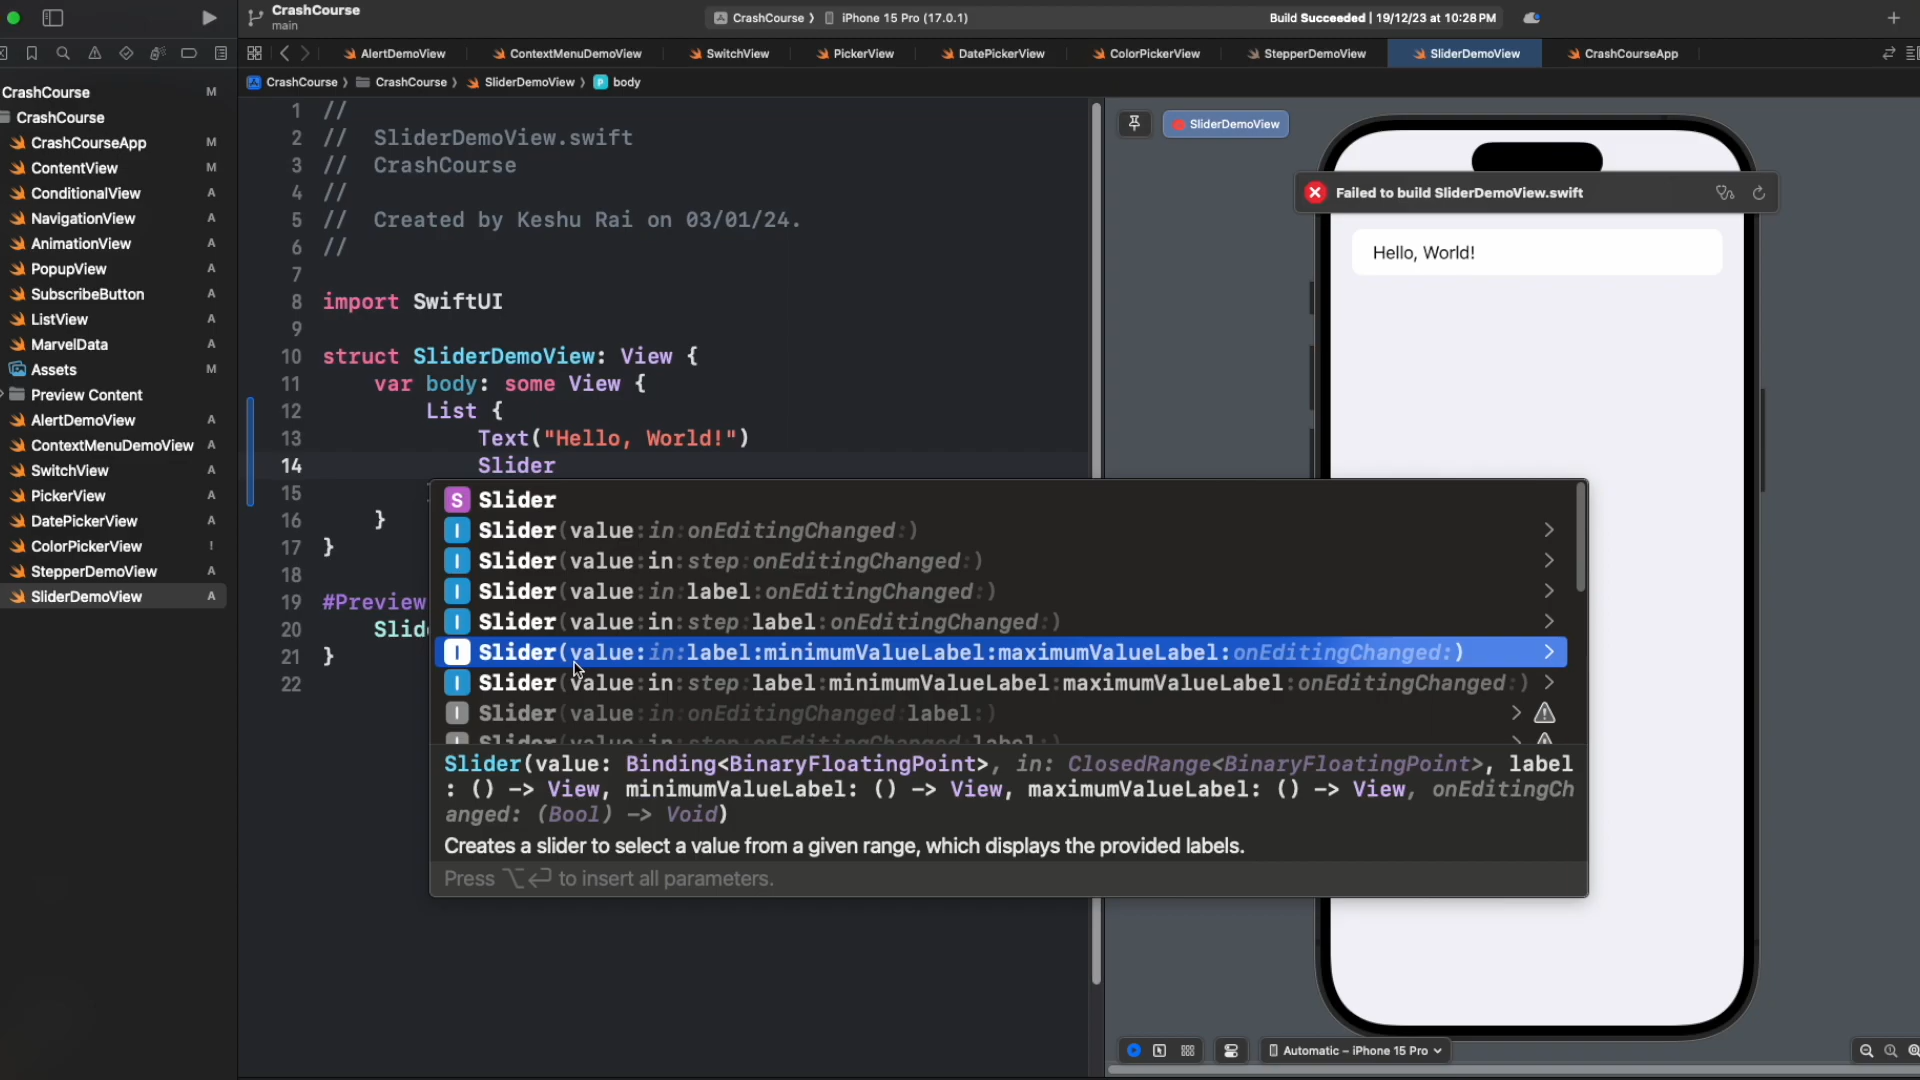 CrashCourse
main
CrashCourse 〉 iPhone 15 Pro (17.0.1)
Build Succeeded | 19/12/23 at 10:28 PM
AlertDemoView
ContextMenuDemoView
SwitchView
PickerView
DatePickerView
ColorPickerView
StepperDemoView
SliderDemoView
CrashCourseApp
CrashCourse 〉 CrashCourse 〉 SliderDemoView 〉 P body
CrashCourse M
CrashCourse
CrashCourseApp M
ContentView M
ConditionalView A
NavigationView A
AnimationView A
PopupView A
SubscribeButton A
ListView A
MarvelData A
Assets M
Preview Content
AlertDemoView A
ContextMenuDemoView A
SwitchView A
PickerView A
DatePickerView A
ColorPickerView !
StepperDemoView A
SliderDemoView A
1 //
2 //  SliderDemoView.swift
3 //  CrashCourse
4 //
5 //  Created by Keshu Rai on 03/01/24.
6 //
7
8 import SwiftUI
9
10 struct SliderDemoView: View {
11     var body: some View {
12         List {
13             Text("Hello, World!")
14             Slider
15
16     }
17 }
18
19 #Preview
20     Slid
21 }
22
S Slider
I Slider(value:in:onEditingChanged:)
I Slider(value:in:step:onEditingChanged:)
I Slider(value:in:label:onEditingChanged:)
I Slider(value:in:step:label:onEditingChanged:)
I Slider(value:in:label:minimumValueLabel:maximumValueLabel:onEditingChanged:)
I Slider(value:in:step:label:minimumValueLabel:maximumValueLabel:onEditingChanged:)
I Slider(value:in:onEditingChanged:label:)
I Slider(value:in:step:onEditingChanged:label:)
Slider(value: Binding<BinaryFloatingPoint>, in: ClosedRange<BinaryFloatingPoint>, label
: () -> View, minimumValueLabel: () -> View, maximumValueLabel: () -> View, onEditingCh
anged: (Bool) -> Void)
Creates a slider to select a value from a given range, which displays the provided labels.
Press ⌥⏎ to insert all parameters.
SliderDemoView
Failed to build SliderDemoView.swift
Hello, World!
Automatic – iPhone 15 Pro